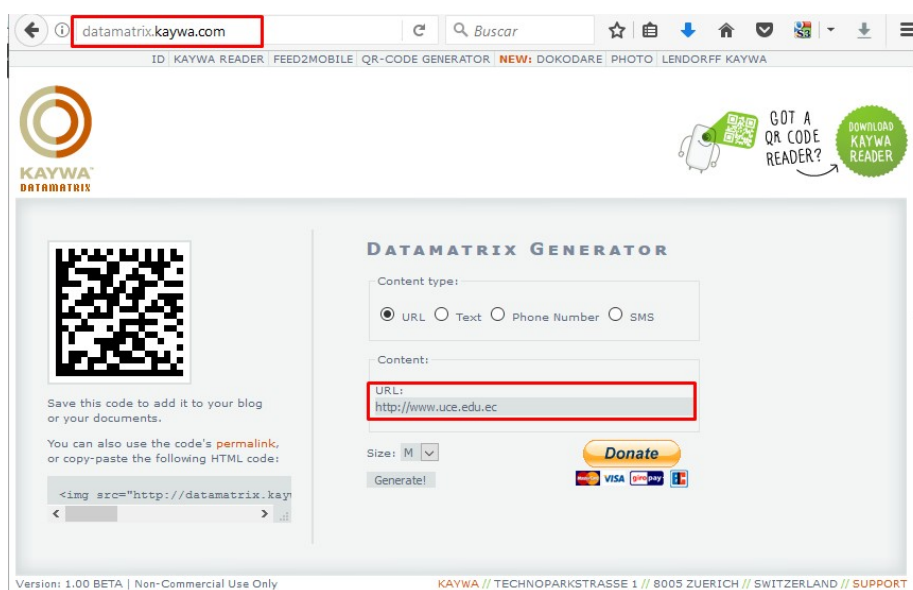 datamatrix.kaywa.com
Buscar
ID KAYWA READER FEED2MOBILE QR-CODE GENERATOR NEW: DOKODARE PHOTO LENDORFF KAYWA
KAYWA
DATAMATRIX
GOT A
QR CODE
READER?
DOWNLOAD
KAYWA
READER
DATAMATRIX GENERATOR
Content type:
URL Text Phone Number SMS
Content:
URL:
http://www.uce.edu.ec
Size: M
Generate!
Donate
VISA giropay
Save this code to add it to your blog
or your documents.
You can also use the code's permalink,
or copy-paste the following HTML code:
<img src="http://datamatrix.kay
Version: 1.00 BETA | Non-Commercial Use Only
KAYWA // TECHNOPARKSTRASSE 1 // 8005 ZUERICH // SWITZERLAND // SUPPORT